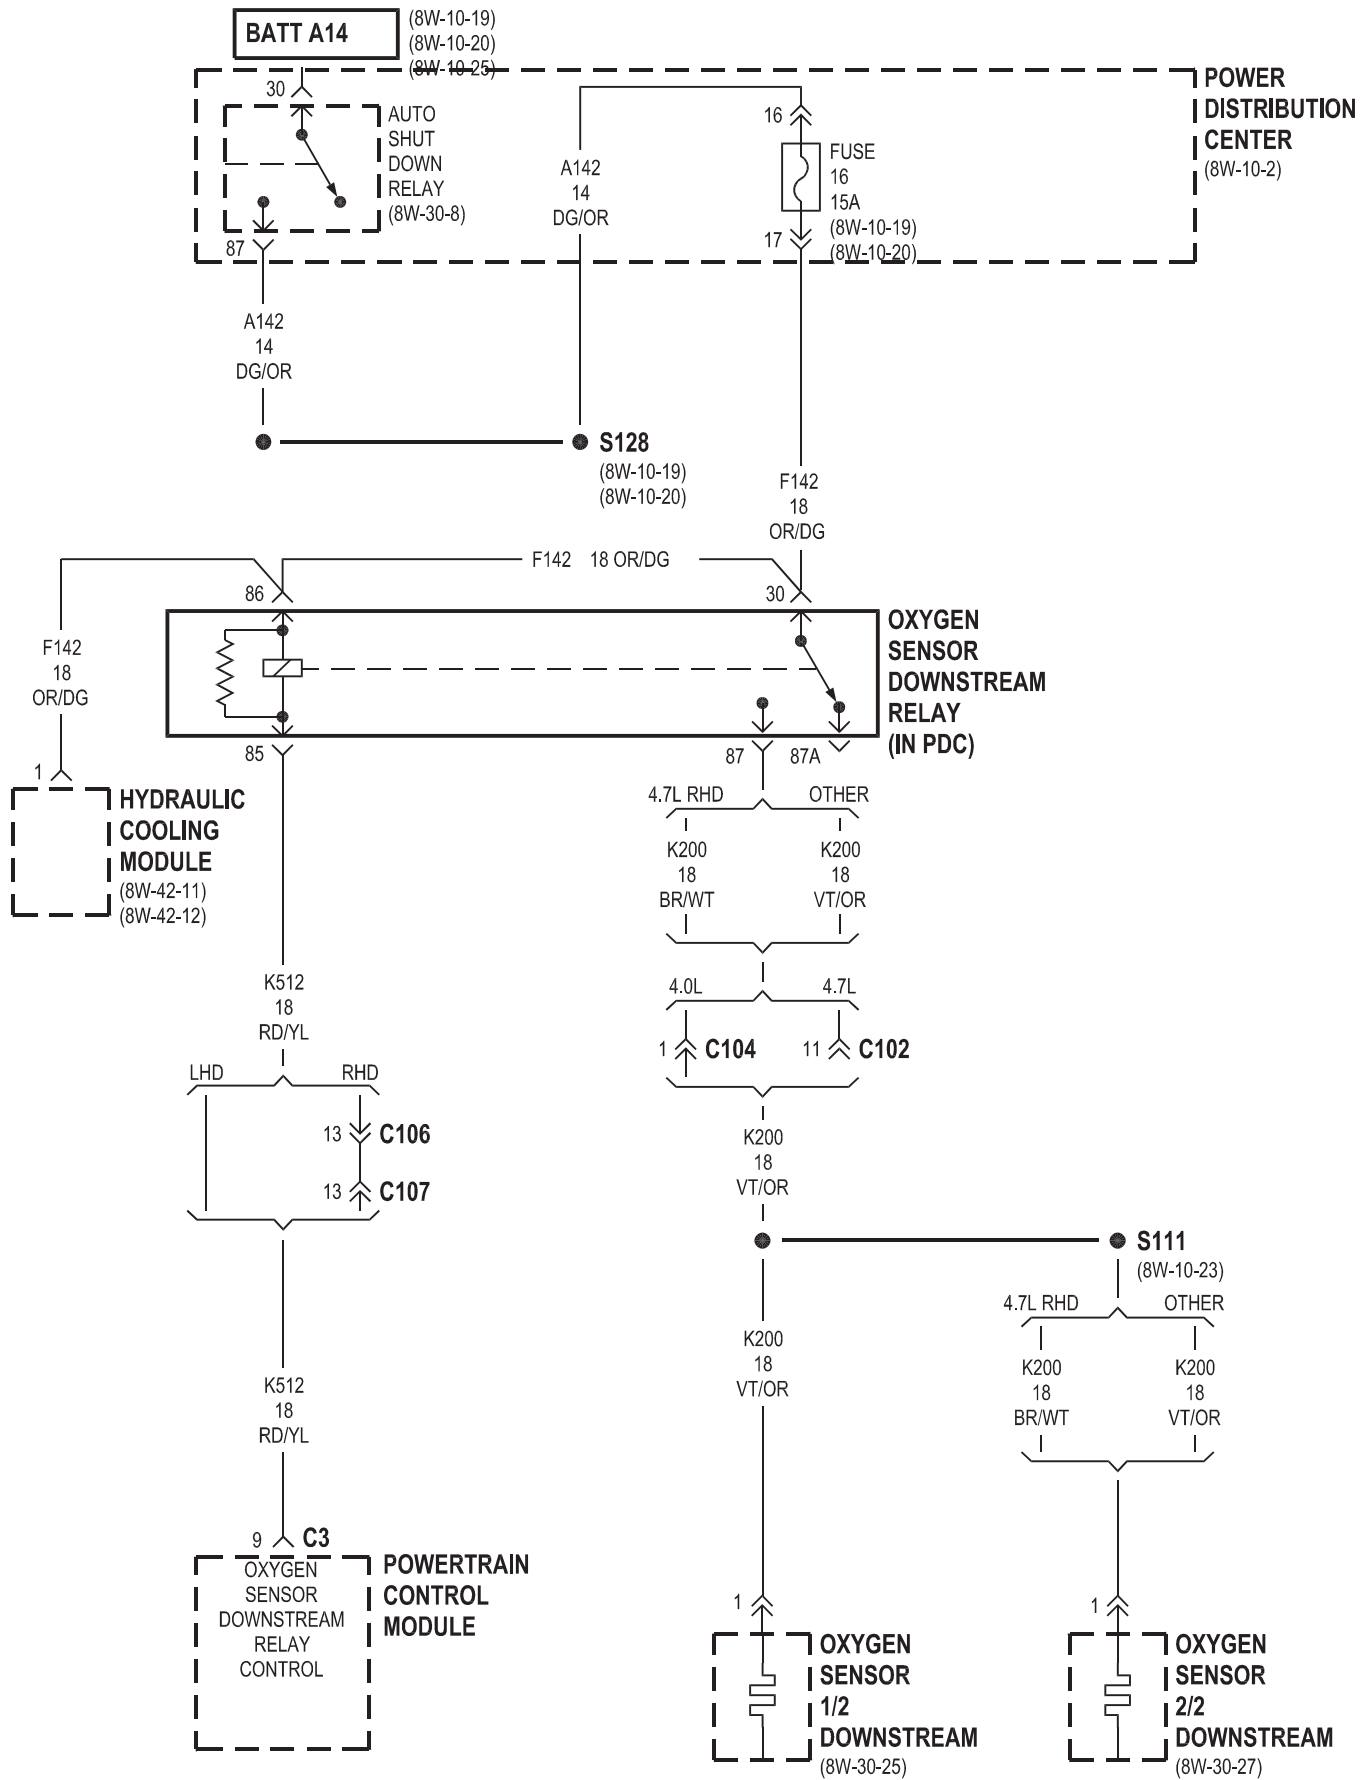 BATT A14
(8W-10-19)
(8W-10-20)
(8W-10-25)
30
AUTO
SHUT
DOWN
RELAY
(8W-30-8)
87
A142
14
DG/OR
16
FUSE
16
15A
(8W-10-19)
(8W-10-20)
17
POWER
DISTRIBUTION
CENTER
(8W-10-2)
A142
14
DG/OR
S128
(8W-10-19)
(8W-10-20)
F142
18
OR/DG
F142 18 OR/DG
86
30
F142
18
OR/DG
OXYGEN
SENSOR
DOWNSTREAM
RELAY
(IN PDC)
85
87
87A
1
HYDRAULIC
COOLING
MODULE
(8W-42-11)
(8W-42-12)
4.7L RHD
OTHER
K200
18
BR/WT
K200
18
VT/OR
K512
18
RD/YL
4.0L
4.7L
1
C104
11
C102
LHD
RHD
13
C106
13
C107
K200
18
VT/OR
S111
(8W-10-23)
4.7L RHD
OTHER
K200
18
VT/OR
K200
18
BR/WT
K200
18
VT/OR
K512
18
RD/YL
9
C3
OXYGEN
SENSOR
DOWNSTREAM
RELAY
CONTROL
POWERTRAIN
CONTROL
MODULE
1
OXYGEN
SENSOR
1/2
DOWNSTREAM
(8W-30-25)
1
OXYGEN
SENSOR
2/2
DOWNSTREAM
(8W-30-27)